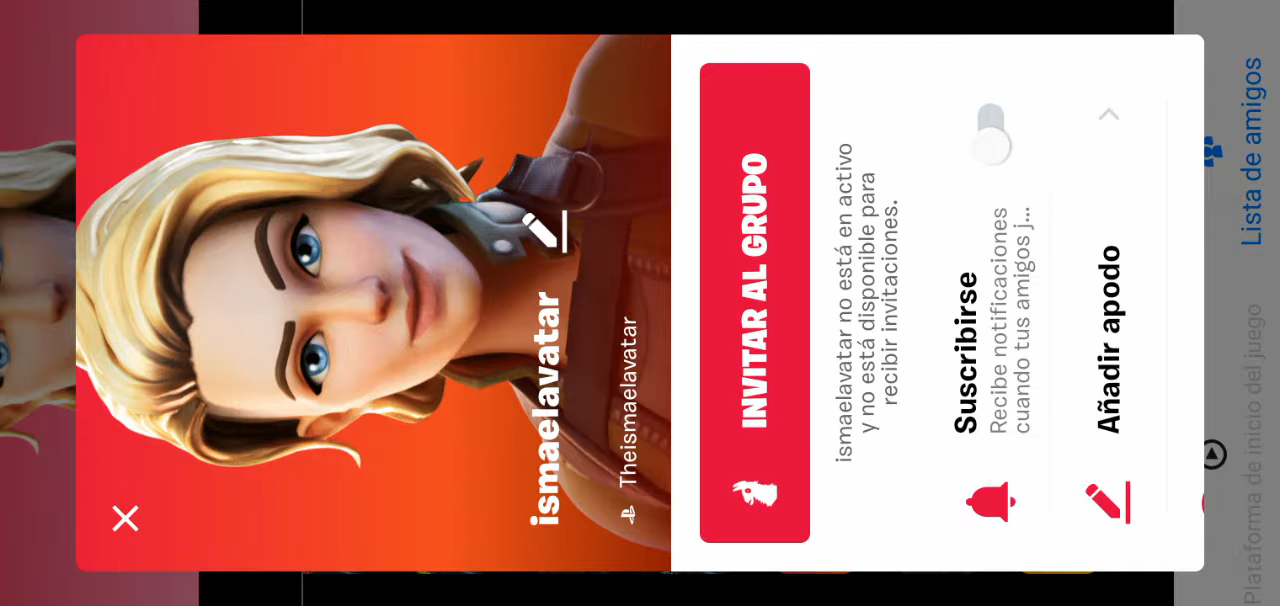 ismaelavatar
Theismaelavatar
INVITAR AL GRUPO
ismaelavatar no está en activo
y no está disponible para
recibir invitaciones.
Suscribirse
Recibe notificaciones
cuando tus amigos j...
Añadir apodo
Plataforma de inicio del juego
Lista de amigos